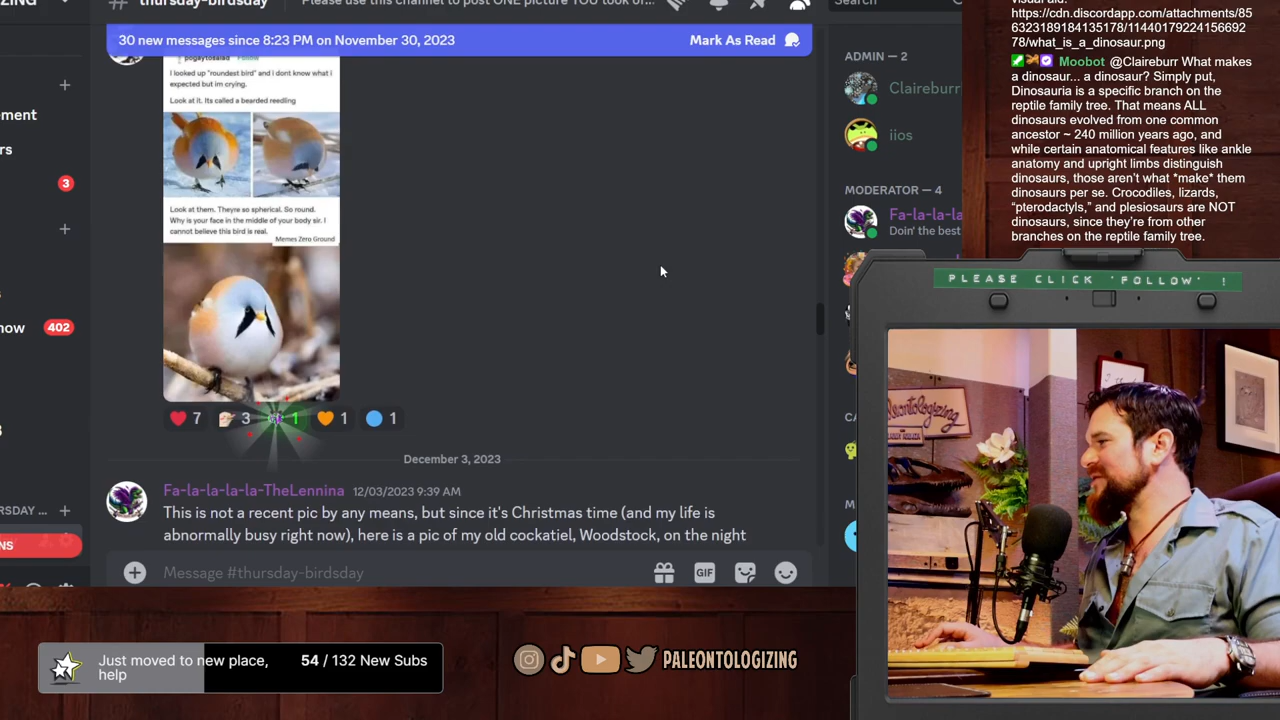 thursday-birdsday
Please use this channel to post ONE picture YOU took of...
Search
30 new messages since 8:23 PM on November 30, 2023
Mark As Read
pogaytosalad Follow
I looked up "roundest bird" and i dont know what i
expected but im crying.
Look at it. Its called a bearded reedling
Look at them. Theyre so spherical. So round.
Why is your face in the middle of your body sir. I
cannot believe this bird is real.
Memes Zero Ground
7
3
1
1
1
December 3, 2023
Fa-la-la-la-la-TheLennina 12/03/2023 9:39 AM
This is not a recent pic by any means, but since it's Christmas time (and my life is
abnormally busy right now), here is a pic of my old cockatiel, Woodstock, on the night
Message #thursday-birdsday
GIF
3
402
ADMIN — 2
Claireburr
iios
MODERATOR — 4
Fa-la-la-la
Doin' the best
visual aid:
https://cdn.discordapp.com/attachments/85
6323189184135178/11440179224156692
78/what_is_a_dinosaur.png
Moobot @Claireburr What makes
a dinosaur... a dinosaur? Simply put,
Dinosauria is a specific branch on the
reptile family tree. That means ALL
dinosaurs evolved from one common
ancestor ~ 240 million years ago, and
while certain anatomical features like ankle
anatomy and upright limbs distinguish
dinosaurs, those aren't what *make* them
dinosaurs per se. Crocodiles, lizards,
“pterodactyls,” and plesiosaurs are NOT
dinosaurs, since they're from other
branches on the reptile family tree.
PLEASE CLICK 'FOLLOW' !
Paleontologizing
Just moved to new place,
help
54 / 132 New Subs
PALEONTOLOGIZING